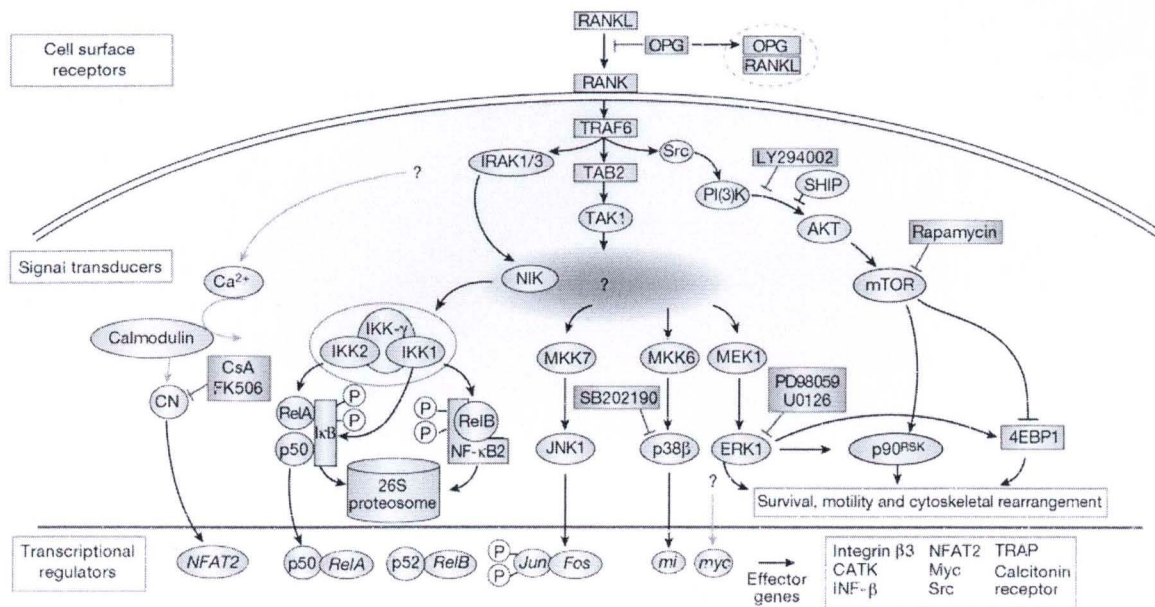 RANKL
Cell surface
receptors
OPG
OPG
RANKL
RANK
TRAF6
Src
LY294002
IRAK1/3
?
TAB2
SHIP
PI(3)K
TAK1
AKT
Rapamycin
Signai transducers
Ca2+
NIK
?
mTOR
Calmodulin
IKK-γ
IKK2
IKK1
MKK7
MKK6
MEK1
CsA
FK506
PD98059
U0126
CN
SB202190
P
P
P
P
RelA
IκB
RelB
p50
NF-κB2
JNK1
p38β
ERK1
p90RSK
4EBP1
26S
proteosome
?
Survival, motility and cytoskeletal rearrangement
Transcriptional
regulators
NFAT2
p50
RelA
p52
RelB
P
P
Jun
Fos
mi
myc
Effector
genes
Integrin β3 NFAT2 TRAP
CATK Myc Calcitonin
iNF-β Src receptor